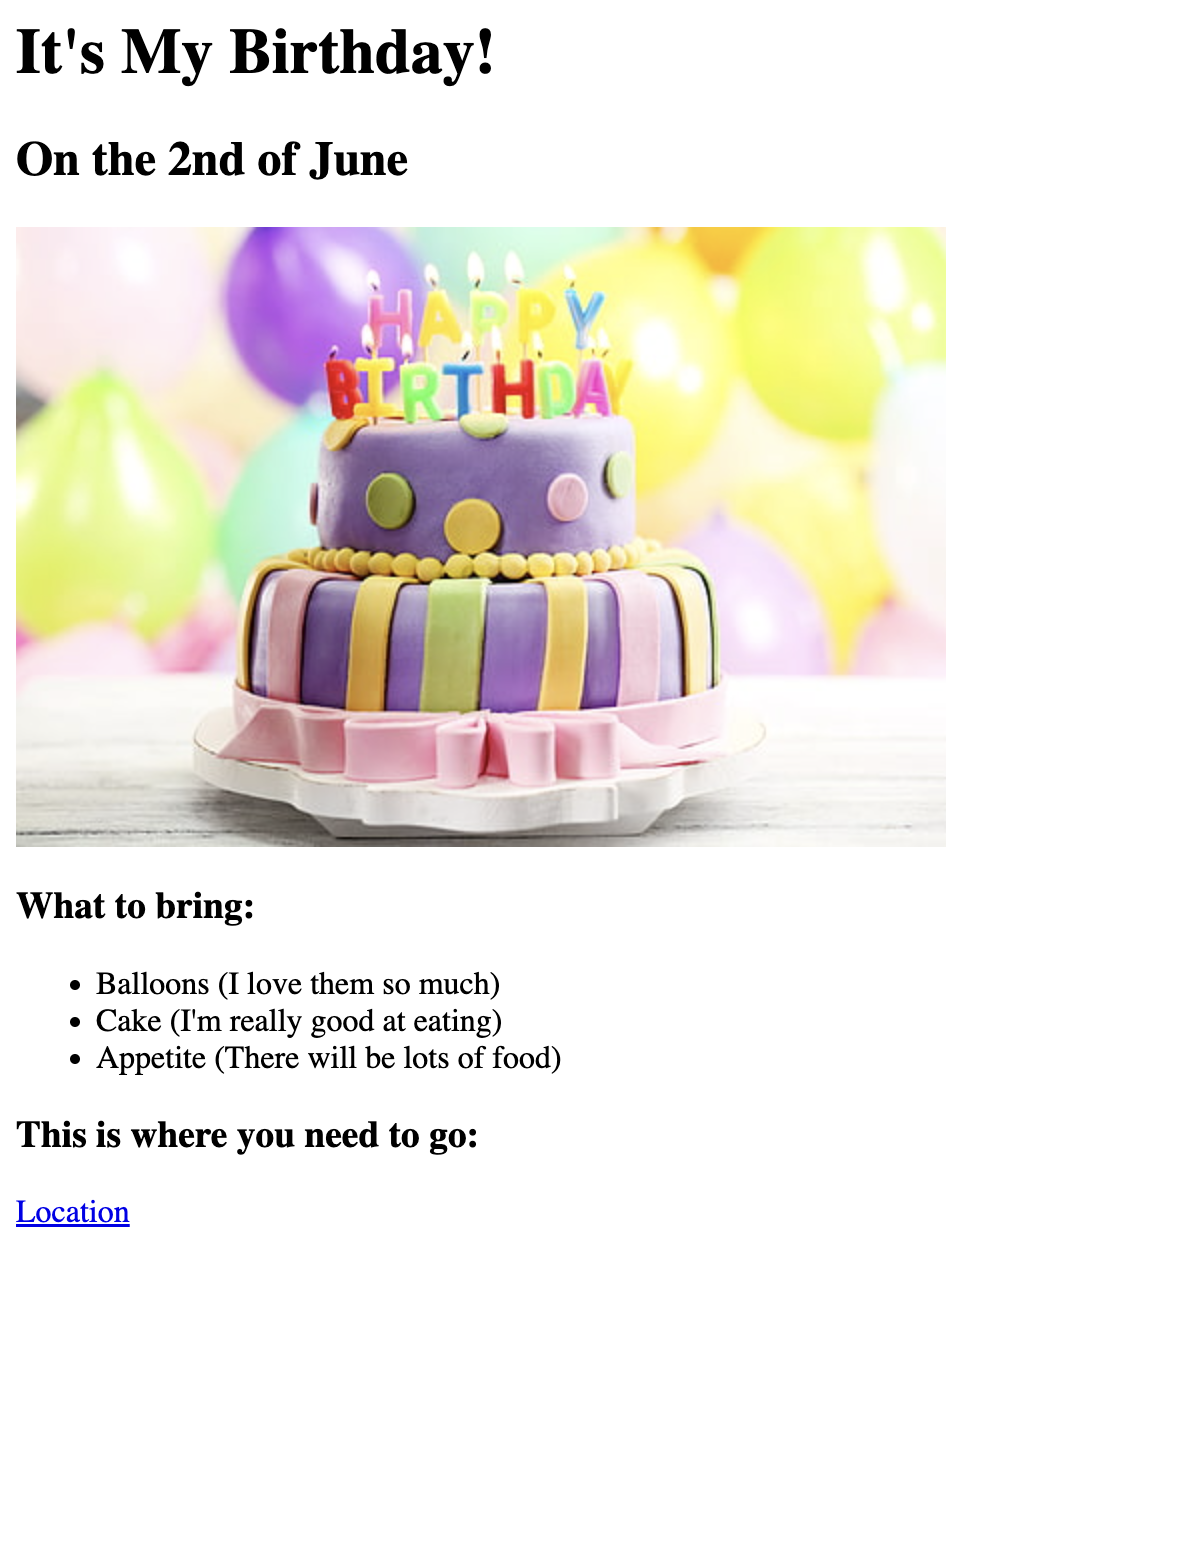 It's My Birthday!
On the 2nd of June
HAPPY
BIRTHDAY
What to bring:
Balloons (I love them so much)
Cake (I'm really good at eating)
Appetite (There will be lots of food)
This is where you need to go:
Location